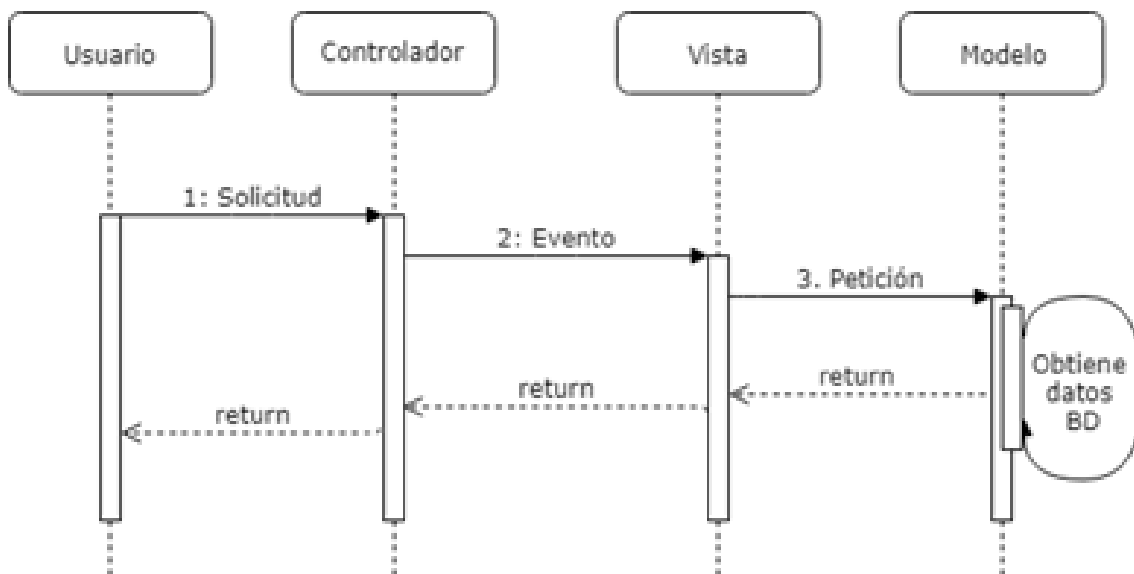 Usuario
Controlador
Vista
Modelo
1: Solicitud
2: Evento
3. Petición
return
return
return
Obtiene
datos
BD